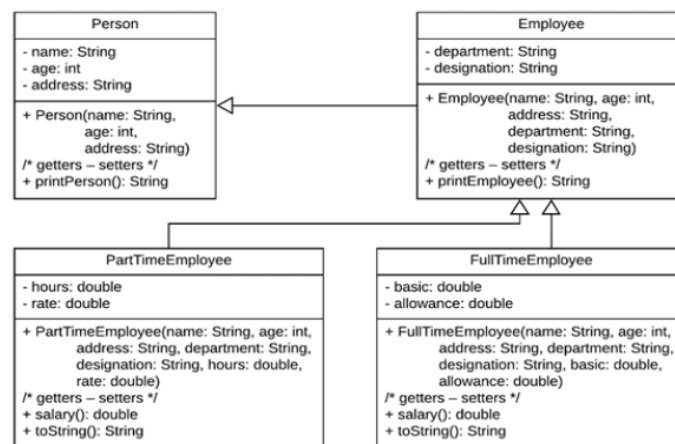 Person
- name: String
- age: int
- address: String
+ Person(name: String,
age: int,
address: String)
/* getters – setters */
+ printPerson(): String
Employee
- department: String
- designation: String
+ Employee(name: String, age: int,
address: String,
department: String,
designation: String)
/* getters – setters */
+ printEmployee(): String
PartTimeEmployee
- hours: double
- rate: double
+ PartTimeEmployee(name: String, age: int,
address: String, department: String,
designation: String, hours: double,
rate: double)
/* getters – setters */
+ salary(): double
+ toString(): String
FullTimeEmployee
- basic: double
- allowance: double
+ FullTimeEmployee(name: String, age: int,
address: String, department: String,
designation: String, basic: double,
allowance: double)
/* getters – setters */
+ salary(): double
+ toString(): String